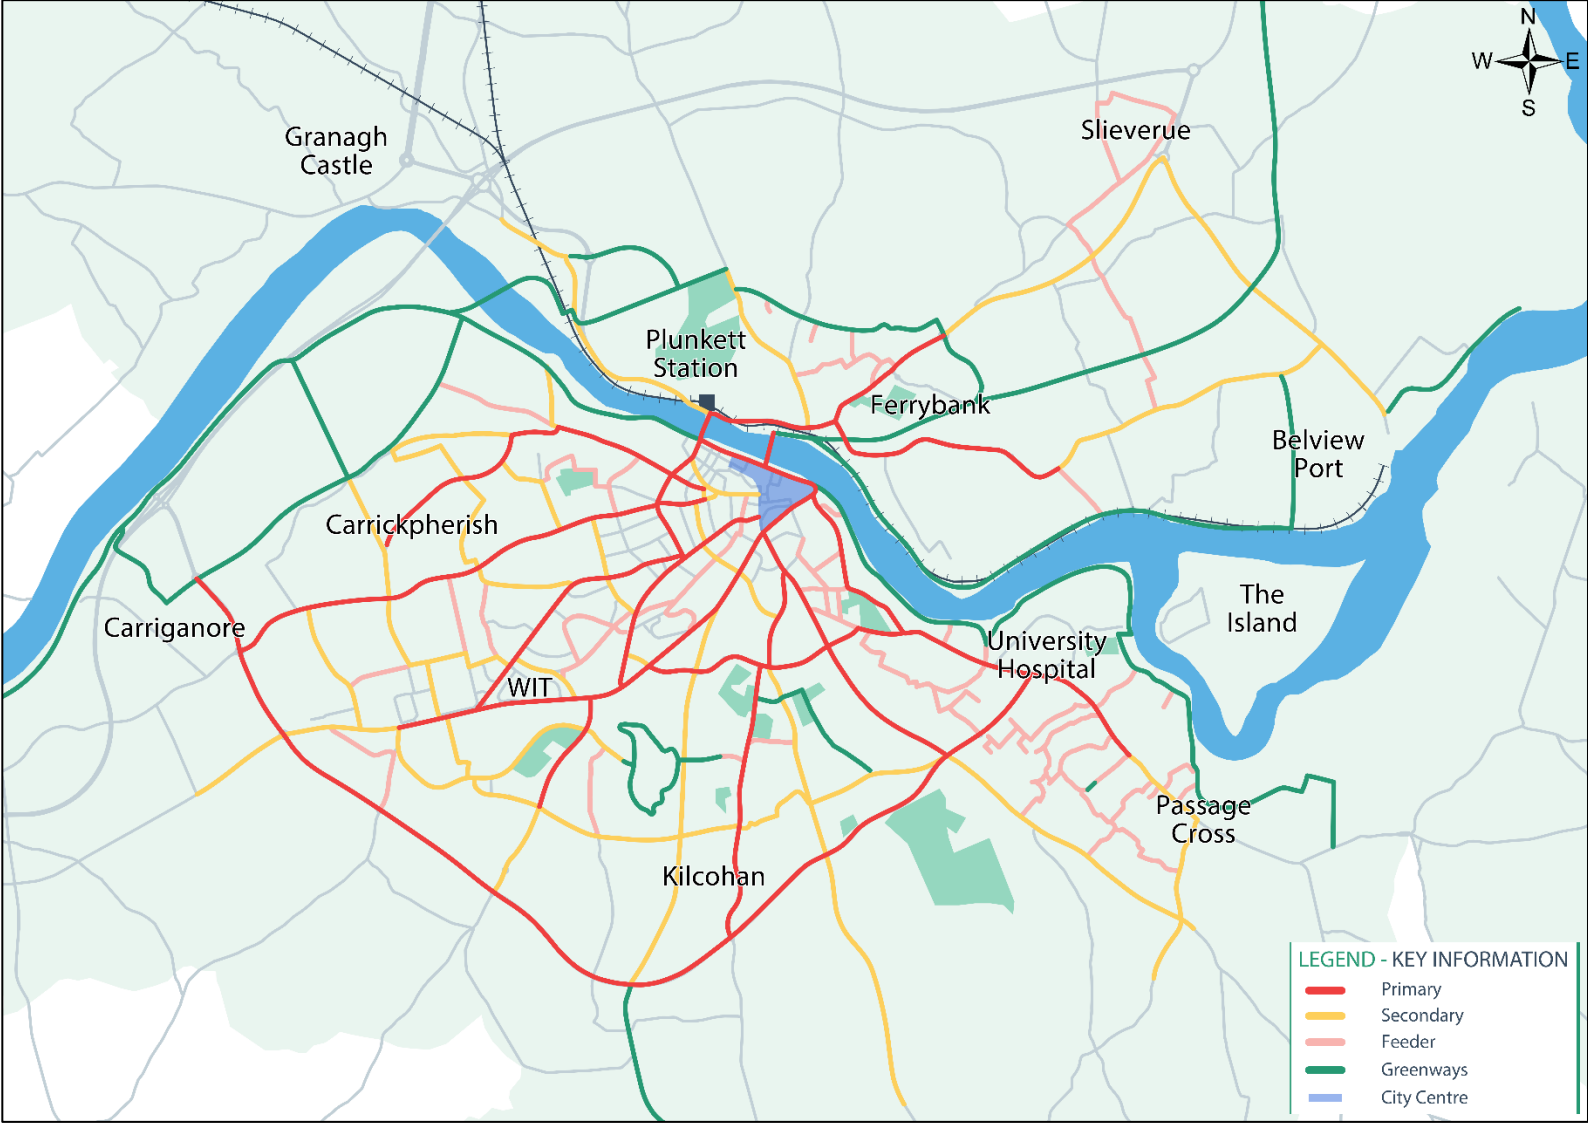 N
W E
S
Granagh
Castle
Slieverue
Plunkett
Station
Ferrybank
Belview
Port
Carrickpherish
The
Island
Carriganore
University
Hospital
WIT
Passage
Cross
Kilcohan
LEGEND - KEY INFORMATION
Primary
Secondary
Feeder
Greenways
City Centre